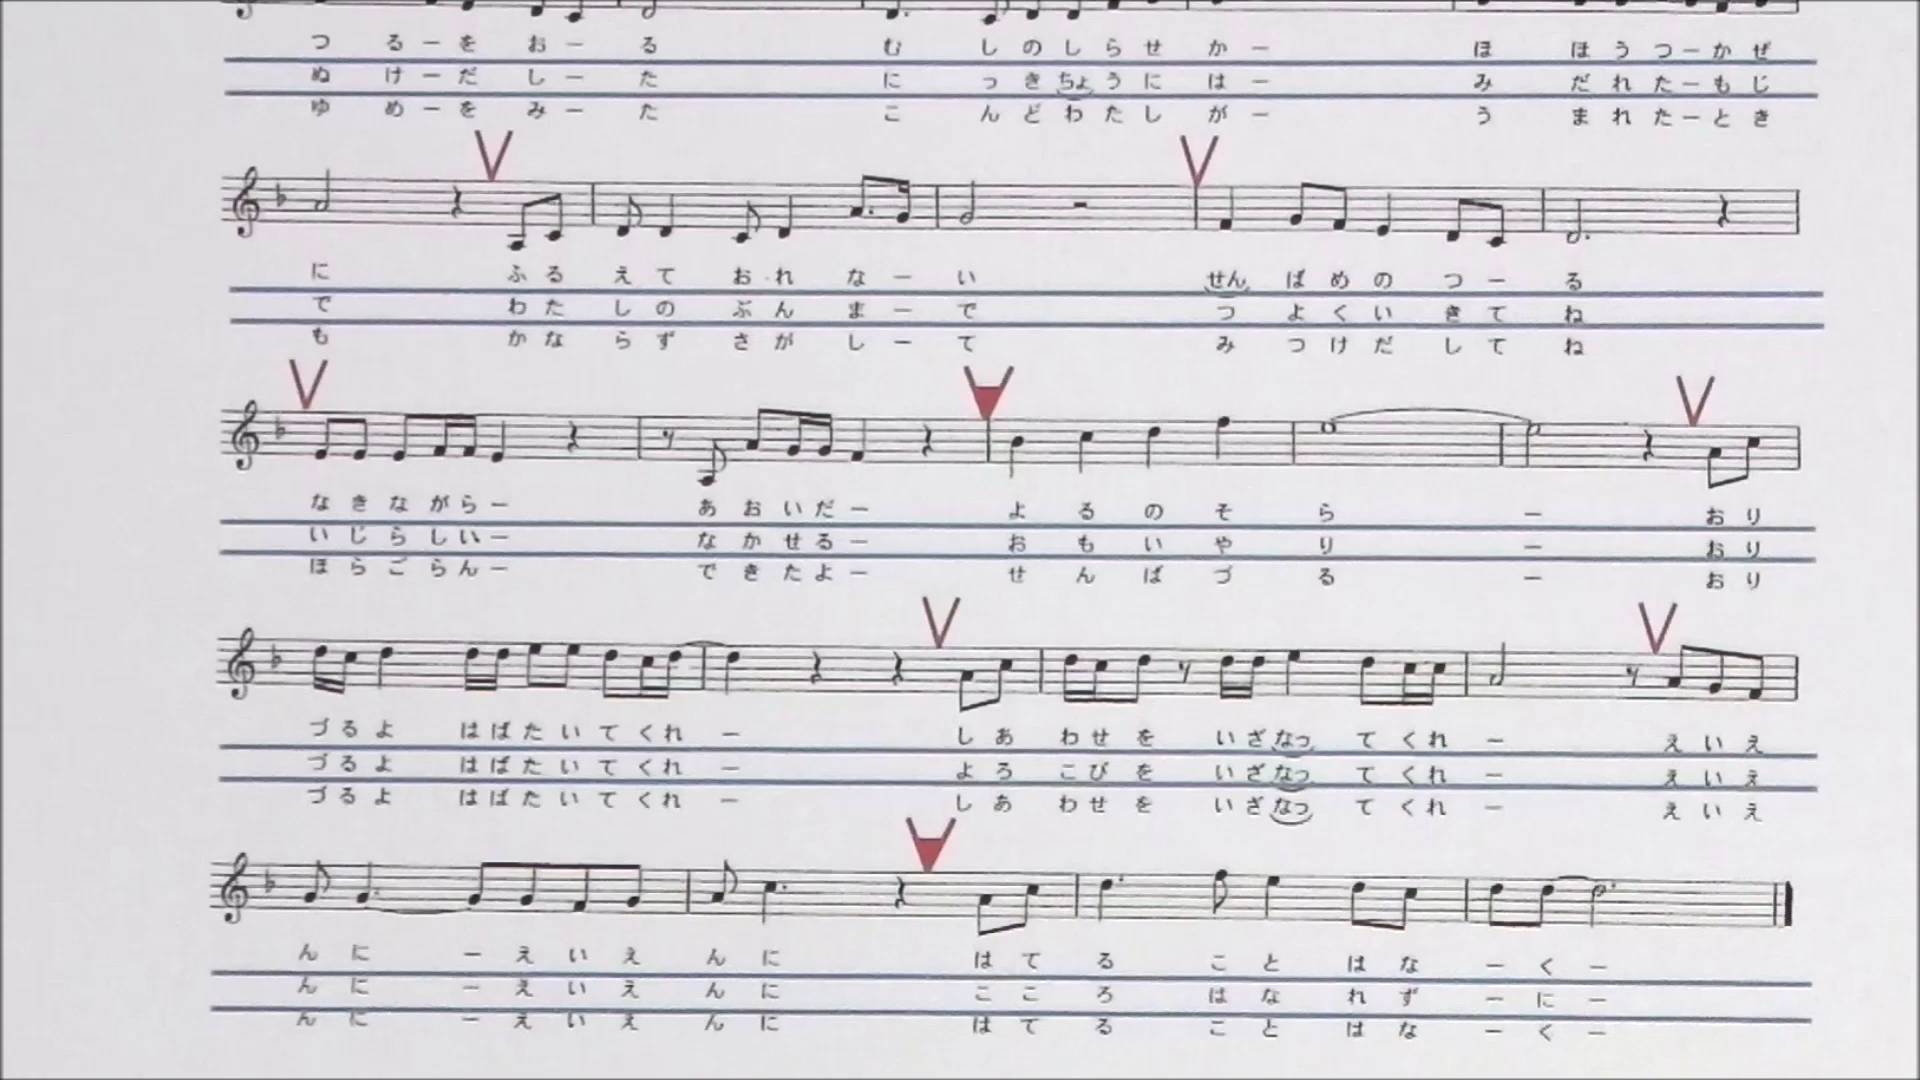 つるーをおーる むしのしらせかー ほほうつーかぜ
ぬけーだしーた にっきちょうにはー みだれたーもじ
ゆめーをみーた こんどわたしがー うまれたーとき
に ふるえておれなーい せんばめのつーる
で わたしのぶんまーで つよくいきてね
も かならずさがしーて みつけだしてね
なきながらー あおいだー よるのそら ー おり
いじらしいー なかせるー おもいやり ー おり
ほらごらんー できたよー せんばづる ー おり
づるよ はばたいてくれー しあわせを いざなってくれー えいえ
づるよ はばたいてくれー よろこびを いざなってくれー えいえ
づるよ はばたいてくれー しあわせを いざなってくれー えいえ
んに ーえいえんに はてる ことはなーくー
んに ーえいえんに こころ はなれずーにー
んに ーえいえんに はてる ことはなーくー